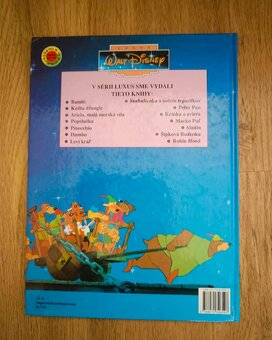 WALT DISNEY
V SÉRII LUXUS SME VYDALI
TIETO KNIHY:
Bambi
Kniha džunglí
Ariela, malá morská víla
Popoluška
Pinocchio
Dumbo
Leví kráľ
Snehulienka a sedem trpaslíkov
Peter Pan
Kráska a zviera
Macko Puf
Aladin
Šípková Ruženka
Robin Hood